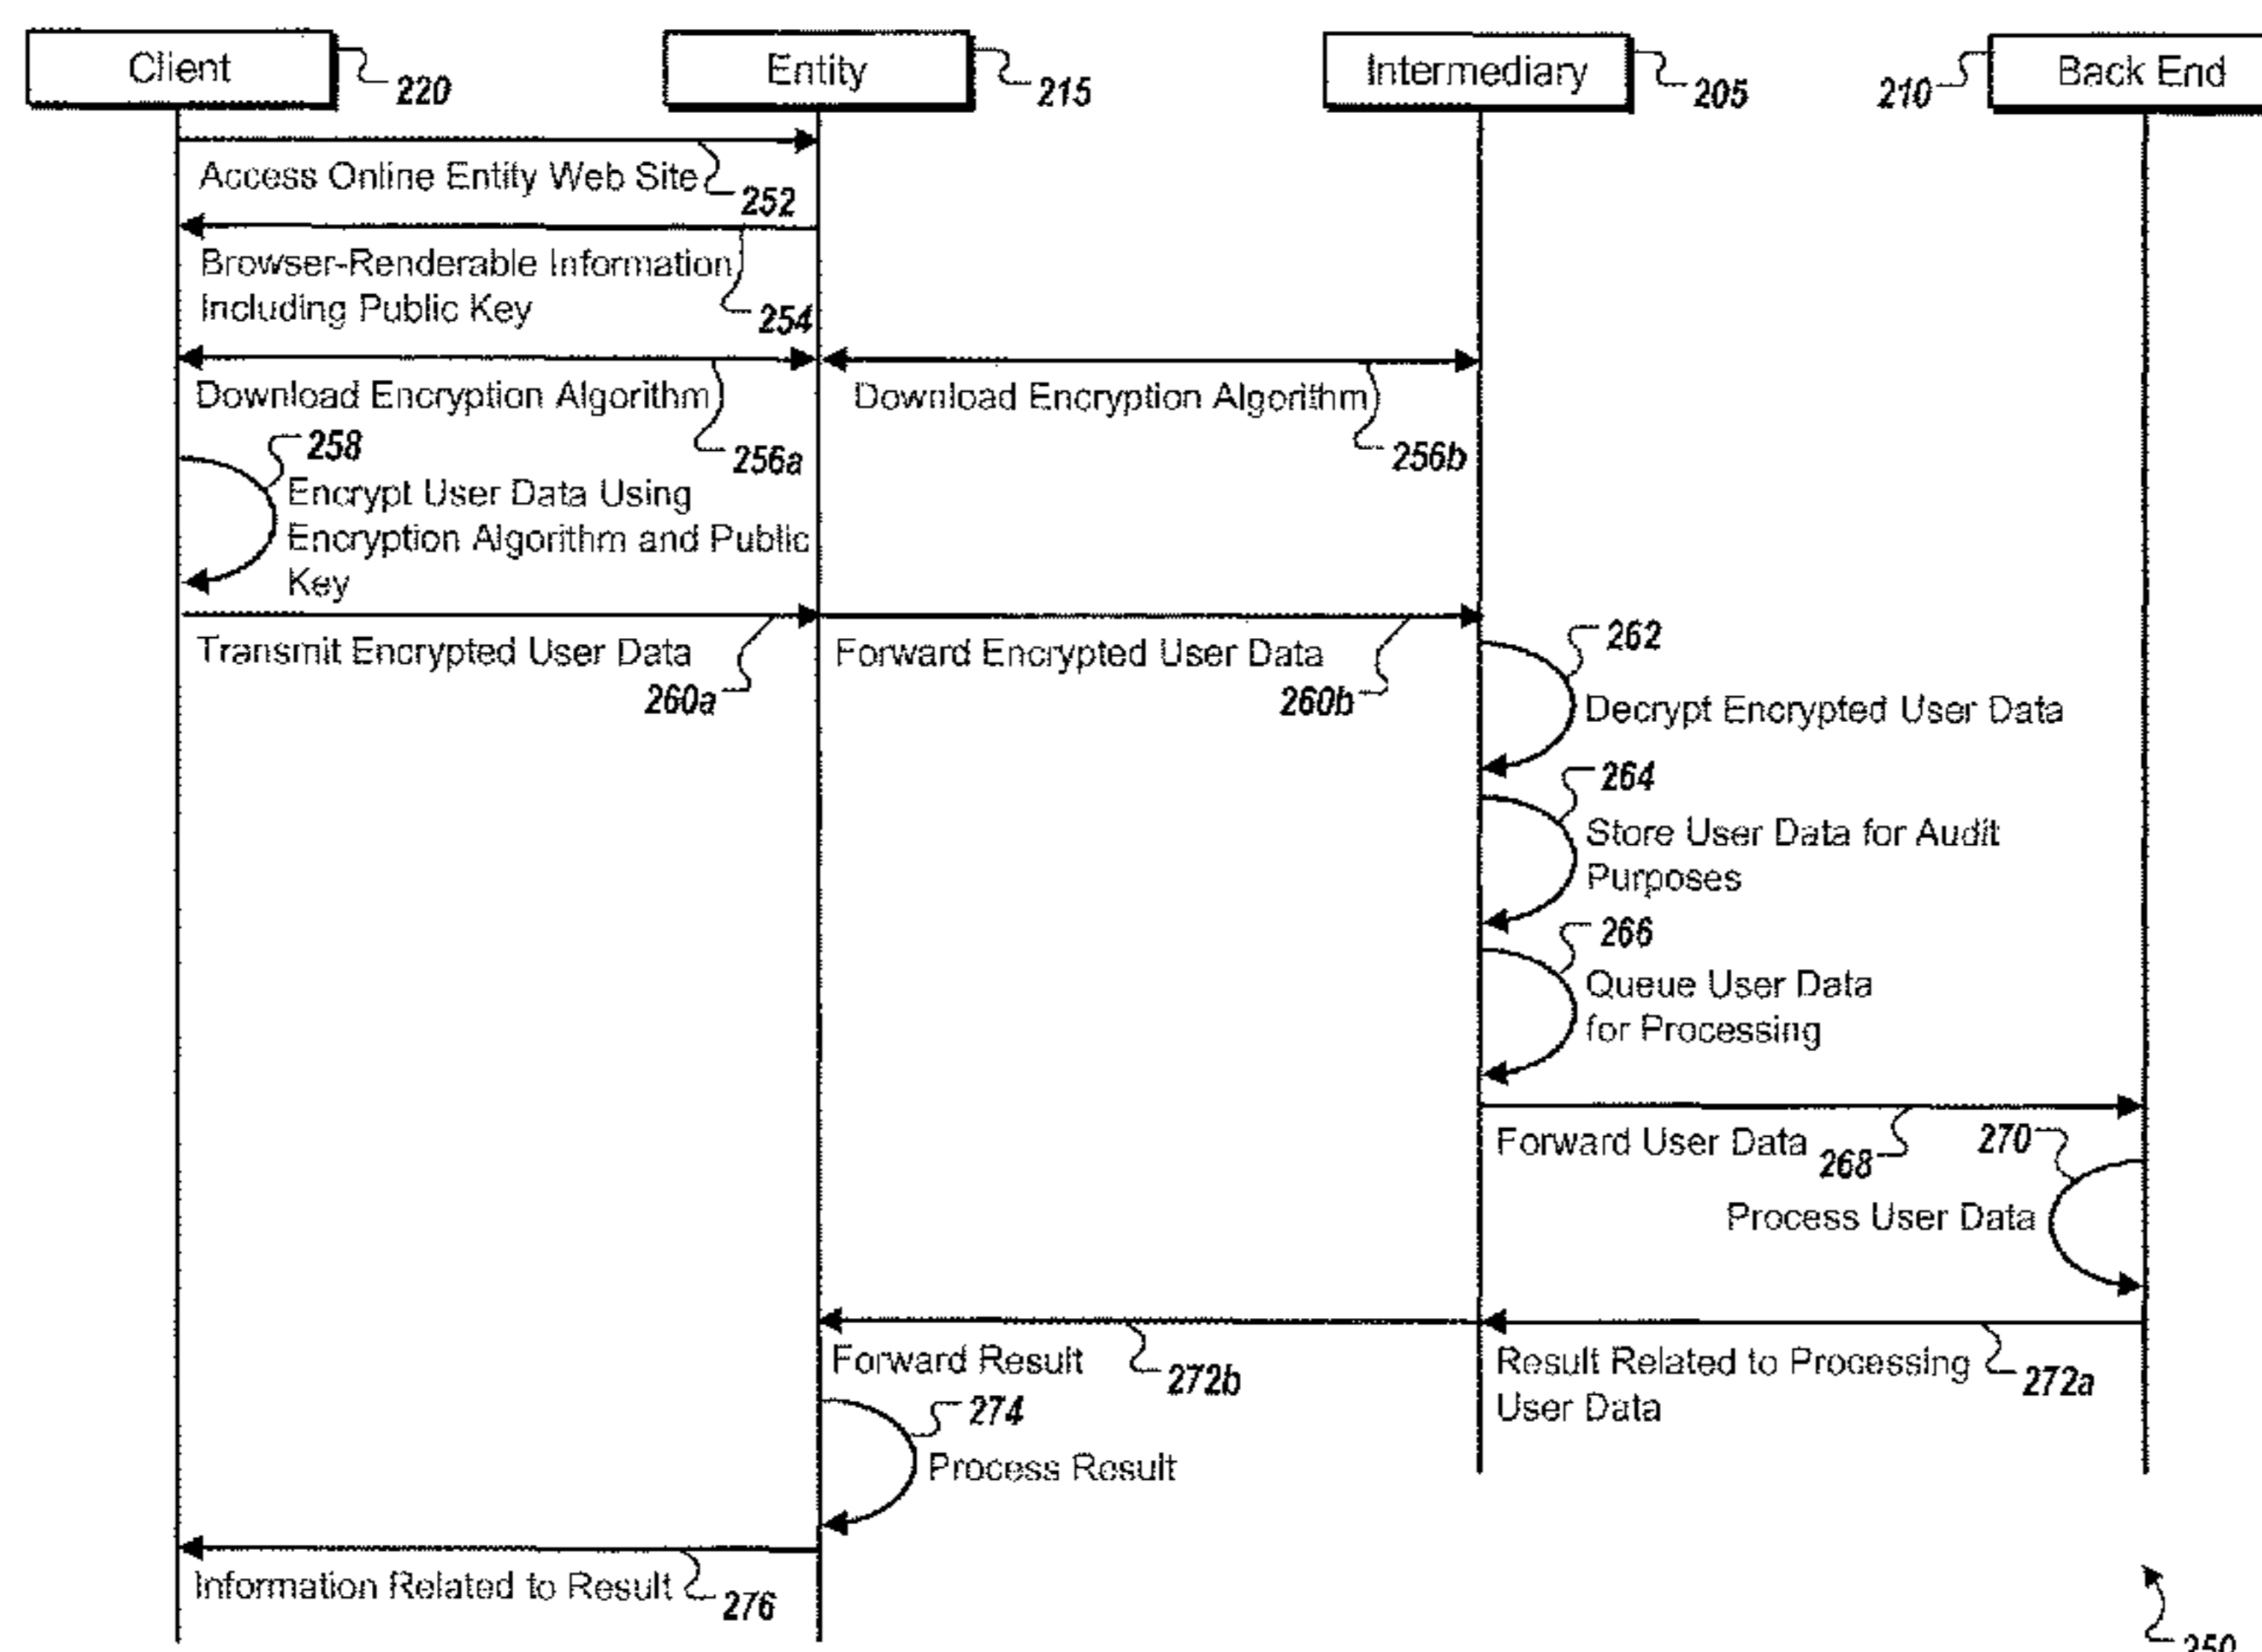 Client
220
Entity
215
Intermediary
205
210
Back End
Access Online Entity Web Site
252
Browser-Renderable Information
Including Public Key
254
Download Encryption Algorithm
256a
Download Encryption Algorithm
256b
258
Encrypt User Data Using
Encryption Algorithm and Public
Key
Transmit Encrypted User Data
260a
Forward Encrypted User Data
260b
262
Decrypt Encrypted User Data
264
Store User Data for Audit
Purposes
266
Queue User Data
for Processing
Forward User Data
268
270
Process User Data
Forward Result
272b
Result Related to Processing
User Data
272a
274
Process Result
Information Related to Result
276
250